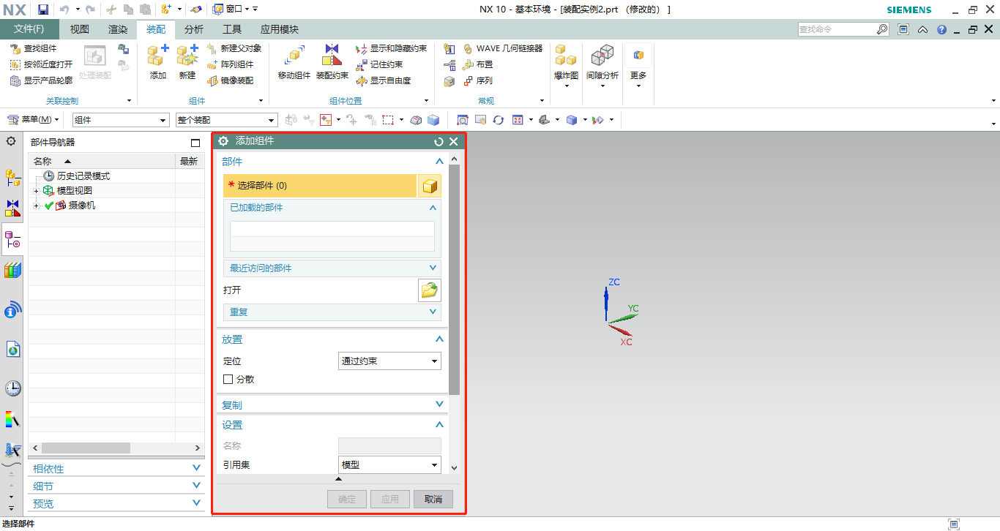 NX 窗口 NX 10 - 基本环境 - [装配实例2.prt （修改的） ] SIEMENS
文件(F) 视图 渲染 装配 分析 工具 应用模块 查找命令
查找组件
按邻近度打开
显示产品轮廓
处理装配
关联控制
添加 新建
新建父对象
阵列组件
镜像装配
组件
移动组件 装配约束
显示和隐藏约束
记住约束
显示自由度
组件位置
WAVE 几何链接器
布置
序列
常规
爆炸图 间隙分析 更多
菜单(M) 组件 整个装配
部件导航器
名称 最新
历史记录模式
模型视图
摄像机
相依性
细节
预览
添加组件
部件
* 选择部件 (0)
已加载的部件
最近访问的部件
打开
重复
放置
定位 通过约束
分散
复制
设置
名称
引用集 模型
确定 应用 取消
ZC
YC
XC
选择部件